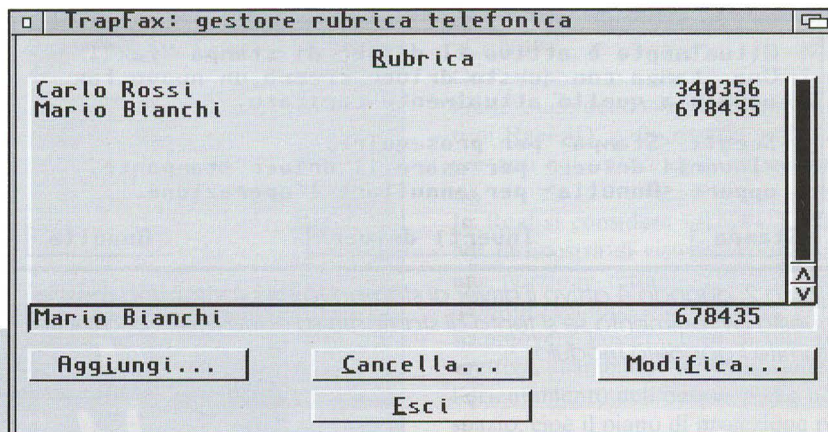 TrapFax: gestore rubrica telefonica
Rubrica
Carlo Rossi 340356
Mario Bianchi 678435
Mario Bianchi 678435
Aggiungi... Cancella... Modifica...
Esci